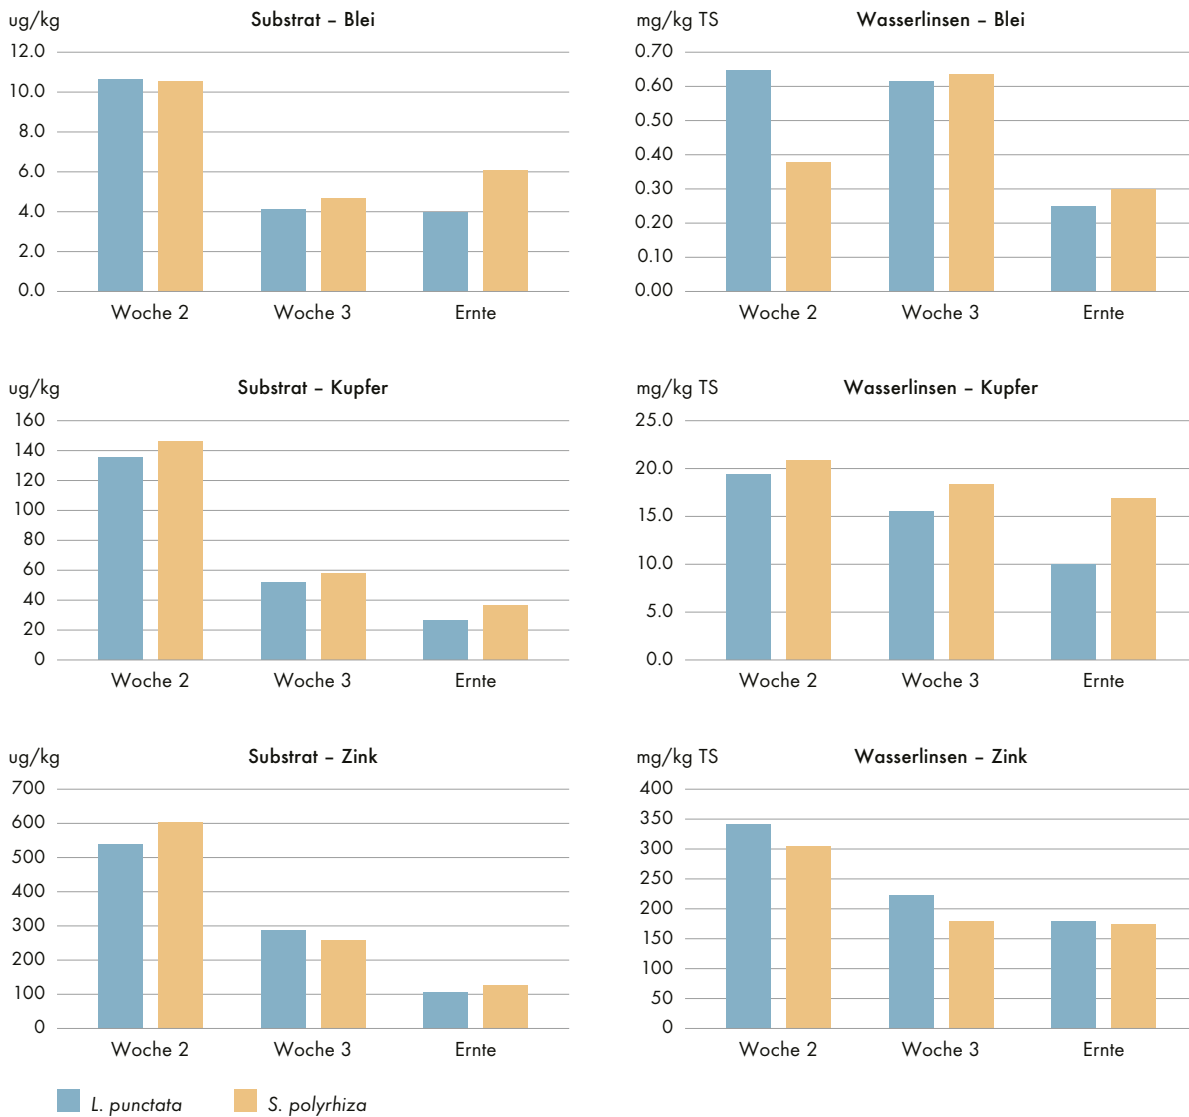 ug/kg
Substrat – Blei
12.0
10.0
8.0
6.0
4.0
2.0
0.0
Woche 2 Woche 3 Ernte
mg/kg TS
Wasserlinsen – Blei
0.70
0.60
0.50
0.40
0.30
0.20
0.10
0.00
Woche 2 Woche 3 Ernte
ug/kg
Substrat – Kupfer
160
140
120
100
80
60
40
20
0
Woche 2 Woche 3 Ernte
mg/kg TS
Wasserlinsen – Kupfer
25.0
20.0
15.0
10.0
5.0
0.0
Woche 2 Woche 3 Ernte
ug/kg
Substrat – Zink
700
600
500
400
300
200
100
0
Woche 2 Woche 3 Ernte
mg/kg TS
Wasserlinsen – Zink
400
350
300
250
200
150
100
50
0
Woche 2 Woche 3 Ernte
L. punctata S. polyrhiza